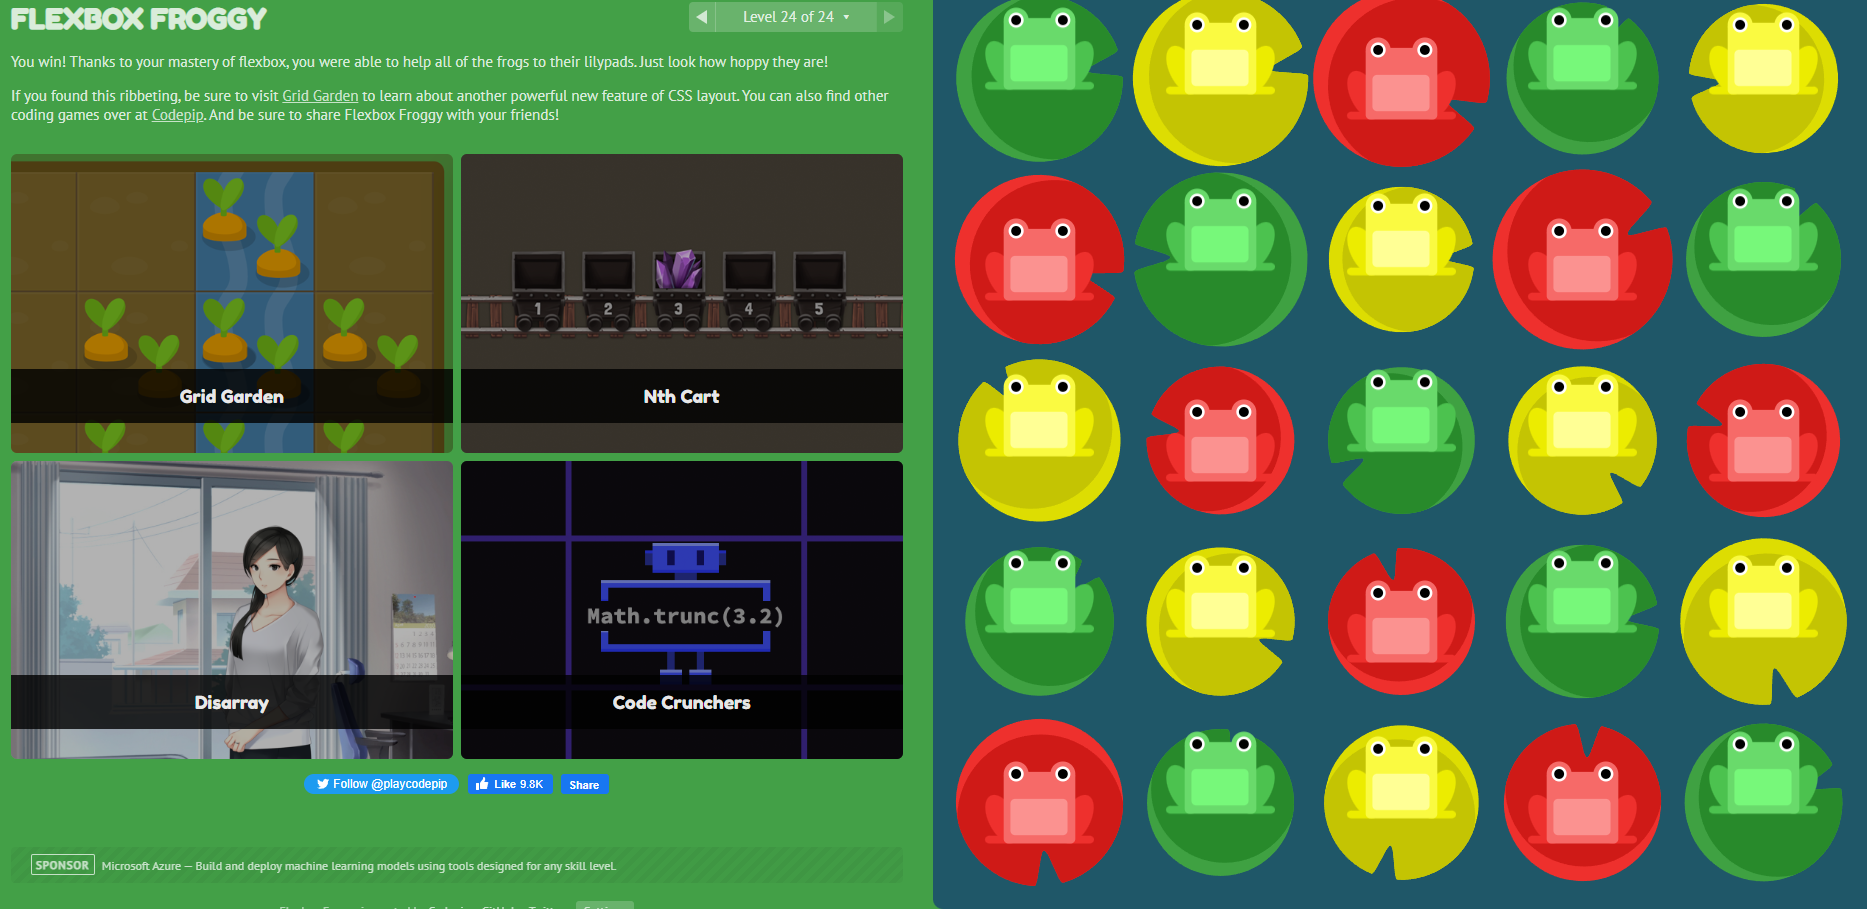 FLEXBOX FROGGY
Level 24 of 24
You win! Thanks to your mastery of flexbox, you were able to help all of the frogs to their lilypads. Just look how hoppy they are!
If you found this ribbeting, be sure to visit Grid Garden to learn about another powerful new feature of CSS layout. You can also find other
coding games over at Codepip. And be sure to share Flexbox Froggy with your friends!
1 2 3 4 5
Grid Garden
Nth Cart
Math.trunc(3.2)
Disarray
Code Crunchers
Follow @playcodepip
Like 9.8K
Share
SPONSOR
Microsoft Azure — Build and deploy machine learning models using tools designed for any skill level.